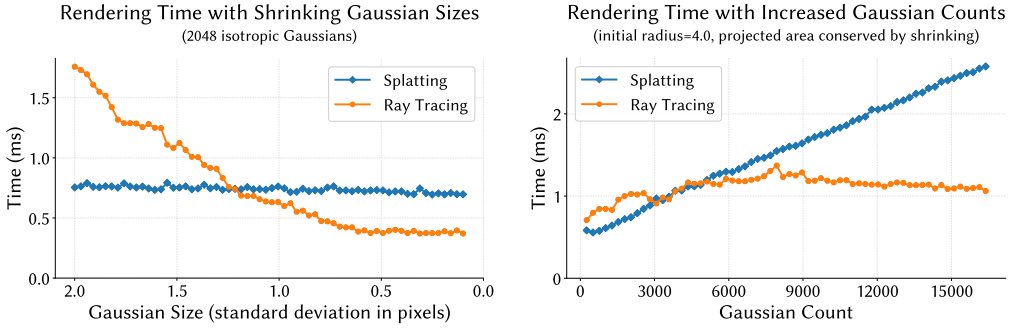 Rendering Time with Shrinking Gaussian Sizes
(2048 isotropic Gaussians)
Splatting
Ray Tracing
Time (ms)
1.5
1.0
0.5
0.0
2.0
1.5
1.0
0.5
0.0
Gaussian Size (standard deviation in pixels)
Rendering Time with Increased Gaussian Counts
(initial radius=4.0, projected area conserved by shrinking)
Splatting
Ray Tracing
Time (ms)
2
1
0
0
3000
6000
9000
12000
15000
Gaussian Count